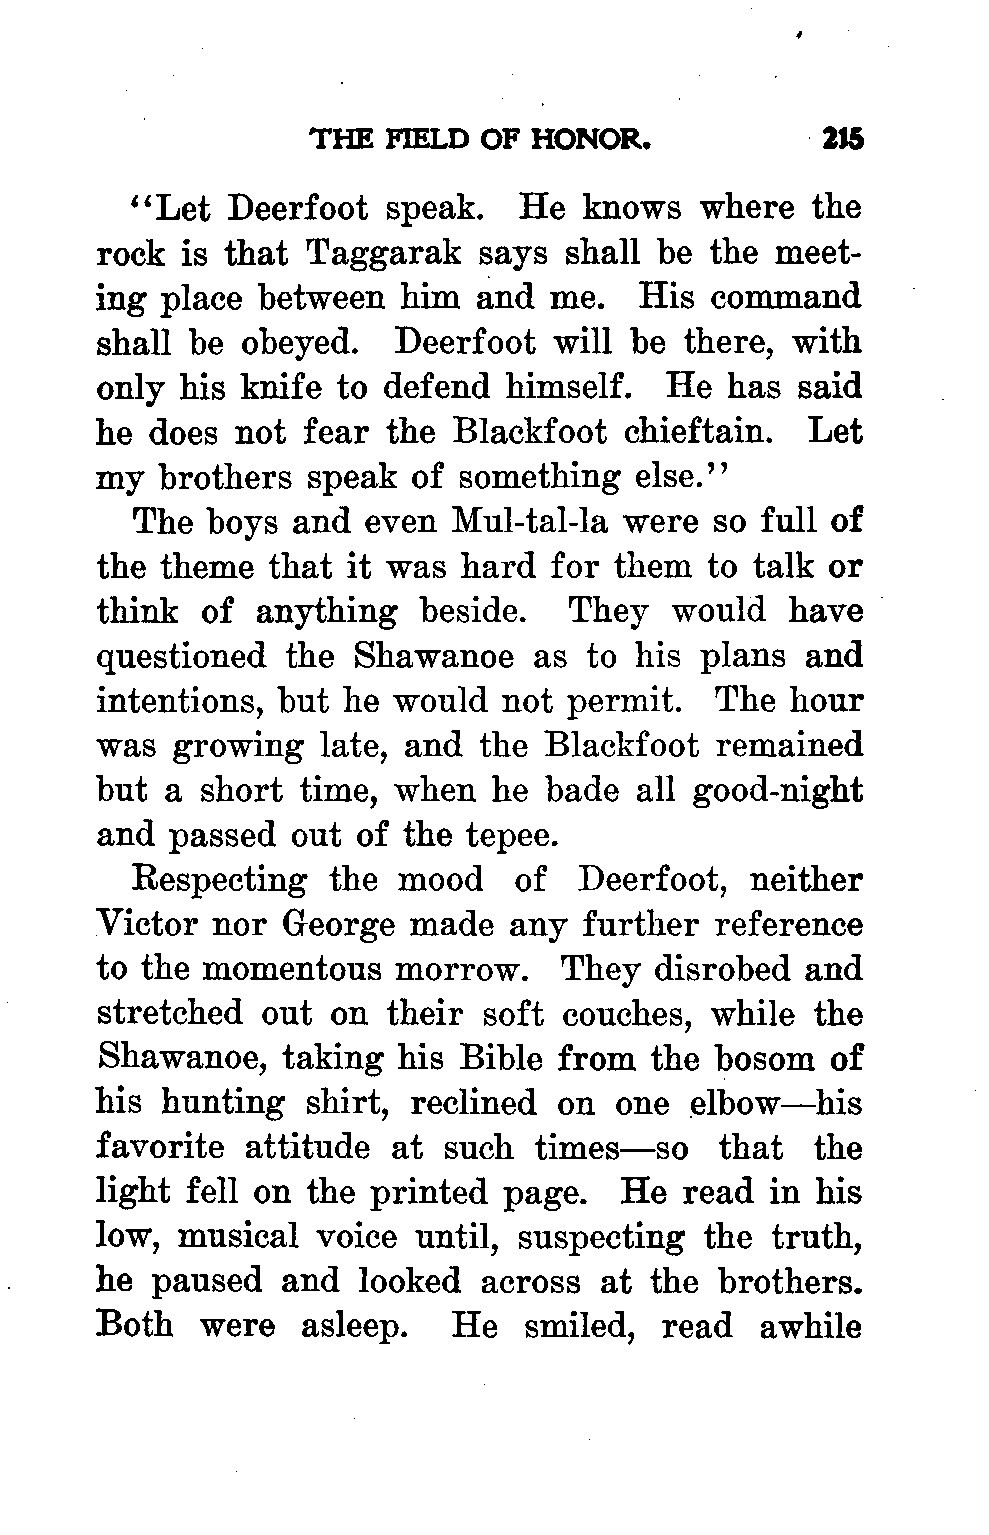 THE FIELD OF HONOR. 215
“Let Deerfoot speak. He knows where the
rock is that Taggarak says shall be the meet-
ing place between him and me. His command
shall be obeyed. Deerfoot will be there, with
only his knife to defend himself. He has said
he does not fear the Blackfoot chieftain. Let
my brothers speak of something else.”
The boys and even Mul-tal-la were so full of
the theme that it was hard for them to talk or
think of anything beside. They would have
questioned the Shawanoe as to his plans and
intentions, but he would not permit. The hour
was growing late, and the Blackfoot remained
but a short time, when he bade all good-night
and passed out of the tepee.
Respecting the mood of Deerfoot, neither
Victor nor George made any further reference
to the momentous morrow. They disrobed and
stretched out on their soft couches, while the
Shawanoe, taking his Bible from the bosom of
his hunting shirt, reclined on one elbow—his
favorite attitude at such times—so that the
light fell on the printed page. He read in his
low, musical voice until, suspecting the truth,
he paused and looked across at the brothers.
Both were asleep. He smiled, read awhile